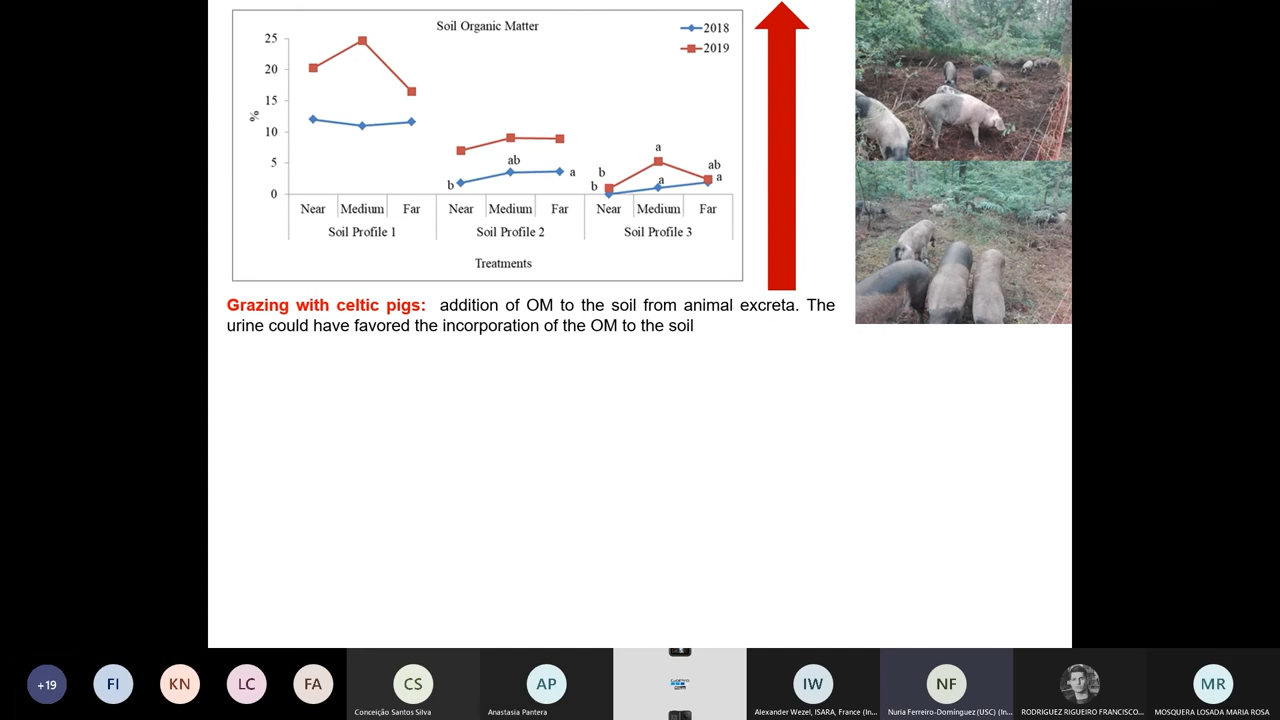 Soil Organic Matter
2018
2019
25
20
15
10
5
0
%
b
ab
a
b
b
a
a
ab
a
Near Medium Far Near Medium Far Near Medium Far
Soil Profile 1 Soil Profile 2 Soil Profile 3
Treatments
Grazing with celtic pigs: addition of OM to the soil from animal excreta. The
urine could have favored the incorporation of the OM to the soil
+19 FI KN LC FA CS AP IW NF MR
Conceição Santos Silva Anastasia Pantera Alexander Wezel, ISARA, France (In... Nuria Ferreiro-Domínguez (USC) (In... RODRIGUEZ RIGUEIRO FRANCISCO... MOSQUERA LOSADA MARIA ROSA